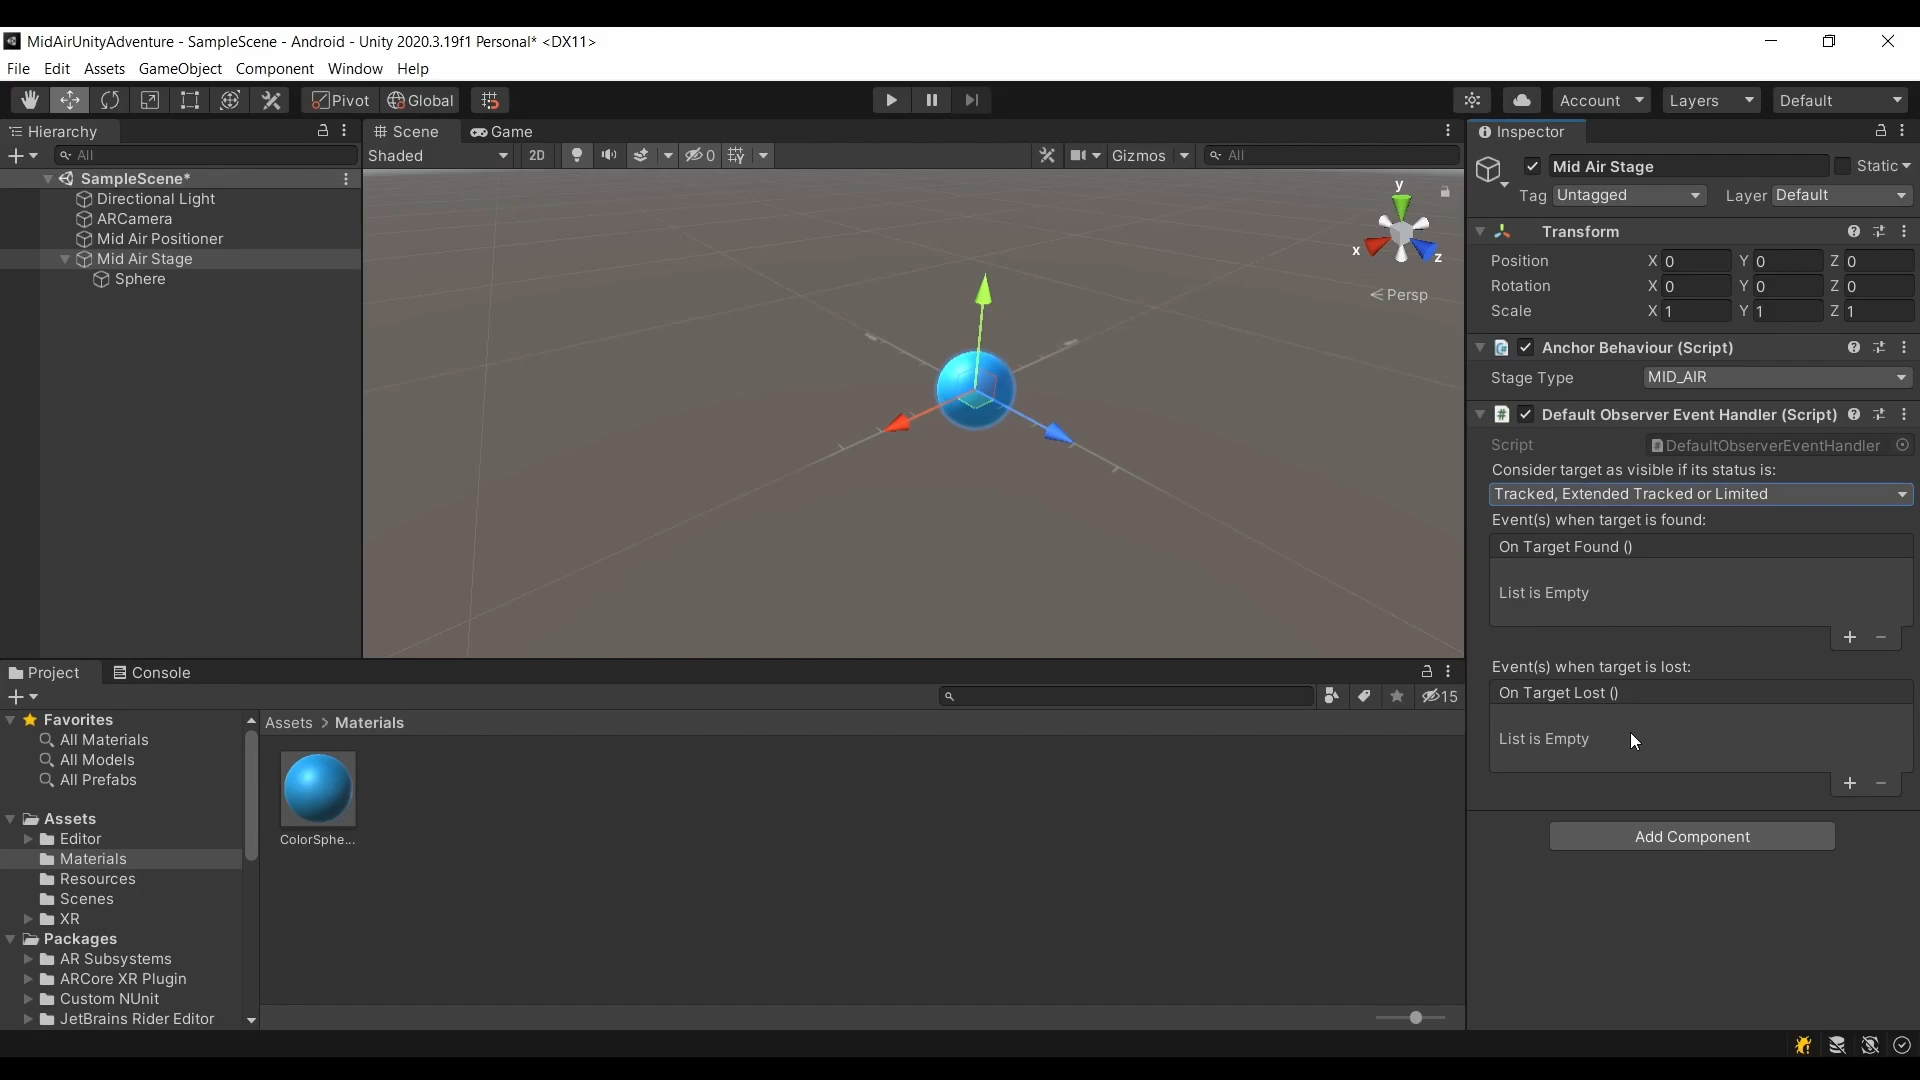 MidAirUnityAdventure - SampleScene - Android - Unity 2020.3.19f1 Personal* <DX11>
File Edit Assets GameObject Component Window Help
Pivot Global Account Layers Default
Hierarchy
All
SampleScene*
Directional Light
ARCamera
Mid Air Positioner
Mid Air Stage
Sphere
Scene Game
Shaded 2D 0 Gizmos All
y
x
z
Persp
Inspector
Mid Air Stage Static
Tag Untagged Layer Default
Transform
Position X 0 Y 0 Z 0
Rotation X 0 Y 0 Z 0
Scale X 1 Y 1 Z 1
Anchor Behaviour (Script)
Stage Type MID_AIR
Default Observer Event Handler (Script)
Script DefaultObserverEventHandler
Consider target as visible if its status is:
Tracked, Extended Tracked or Limited
Event(s) when target is found:
On Target Found ()
List is Empty
Event(s) when target is lost:
On Target Lost ()
List is Empty
Add Component
Project Console
15
Favorites
All Materials
All Models
All Prefabs
Assets
Editor
Materials
Resources
Scenes
XR
Packages
AR Subsystems
ARCore XR Plugin
Custom NUnit
JetBrains Rider Editor
Assets > Materials
ColorSphe...